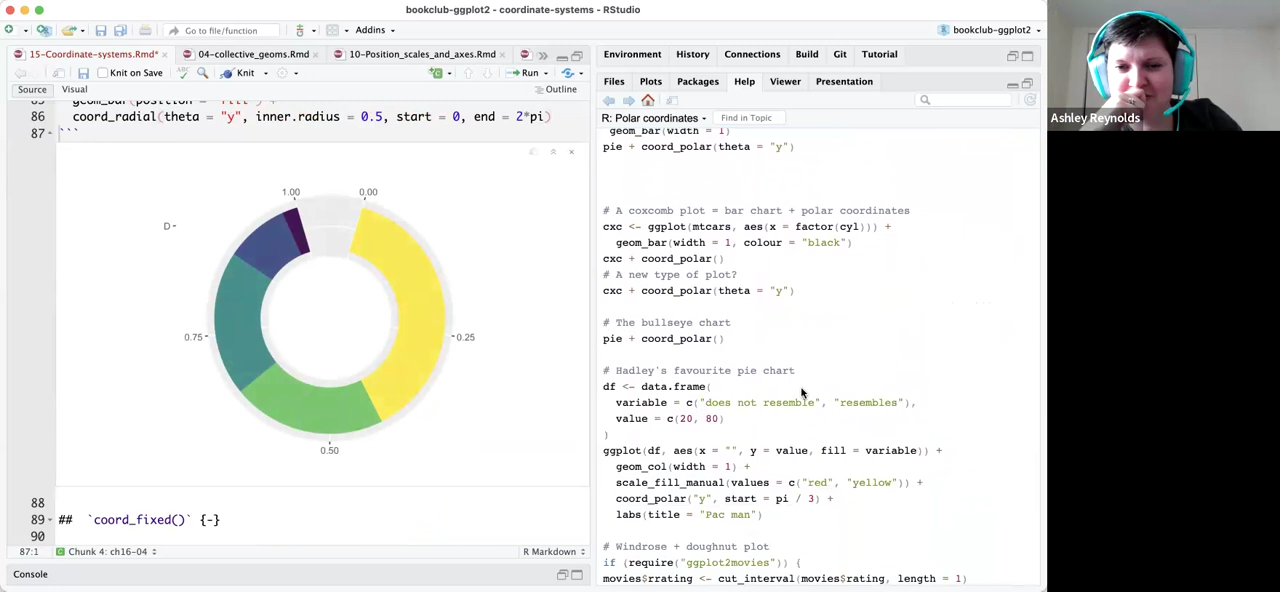 bookclub-ggplot2 - coordinate-systems - RStudio
Go to file/function
Addins
bookclub-ggplot2
15-Coordinate-systems.Rmd*
04-collective_geoms.Rmd
10-Position_scales_and_axes.Rmd
Knit on Save
Knit
Run
Source
Visual
Outline
geom_bar(position = "fill") +
86 coord_radial(theta = "y", inner.radius = 0.5, start = 0, end = 2*pi)
87 ```
1.00
0.00
D
0.75
0.25
0.50
88
89 ## `coord_fixed()` {-}
90
87:1
Chunk 4: ch16-04
R Markdown
Console
Environment
History
Connections
Build
Git
Tutorial
Files
Plots
Packages
Help
Viewer
Presentation
R: Polar coordinates
Find in Topic
geom_bar(width = 1)
pie + coord_polar(theta = "y")
# A coxcomb plot = bar chart + polar coordinates
cxc <- ggplot(mtcars, aes(x = factor(cyl))) +
geom_bar(width = 1, colour = "black")
cxc + coord_polar()
# A new type of plot?
cxc + coord_polar(theta = "y")
# The bullseye chart
pie + coord_polar()
# Hadley's favourite pie chart
df <- data.frame(
variable = c("does not resemble", "resembles"),
value = c(20, 80)
)
ggplot(df, aes(x = "", y = value, fill = variable)) +
geom_col(width = 1) +
scale_fill_manual(values = c("red", "yellow")) +
coord_polar("y", start = pi / 3) +
labs(title = "Pac man")
# Windrose + doughnut plot
if (require("ggplot2movies")) {
movies$rrating <- cut_interval(movies$rating, length = 1)
Ashley Reynolds